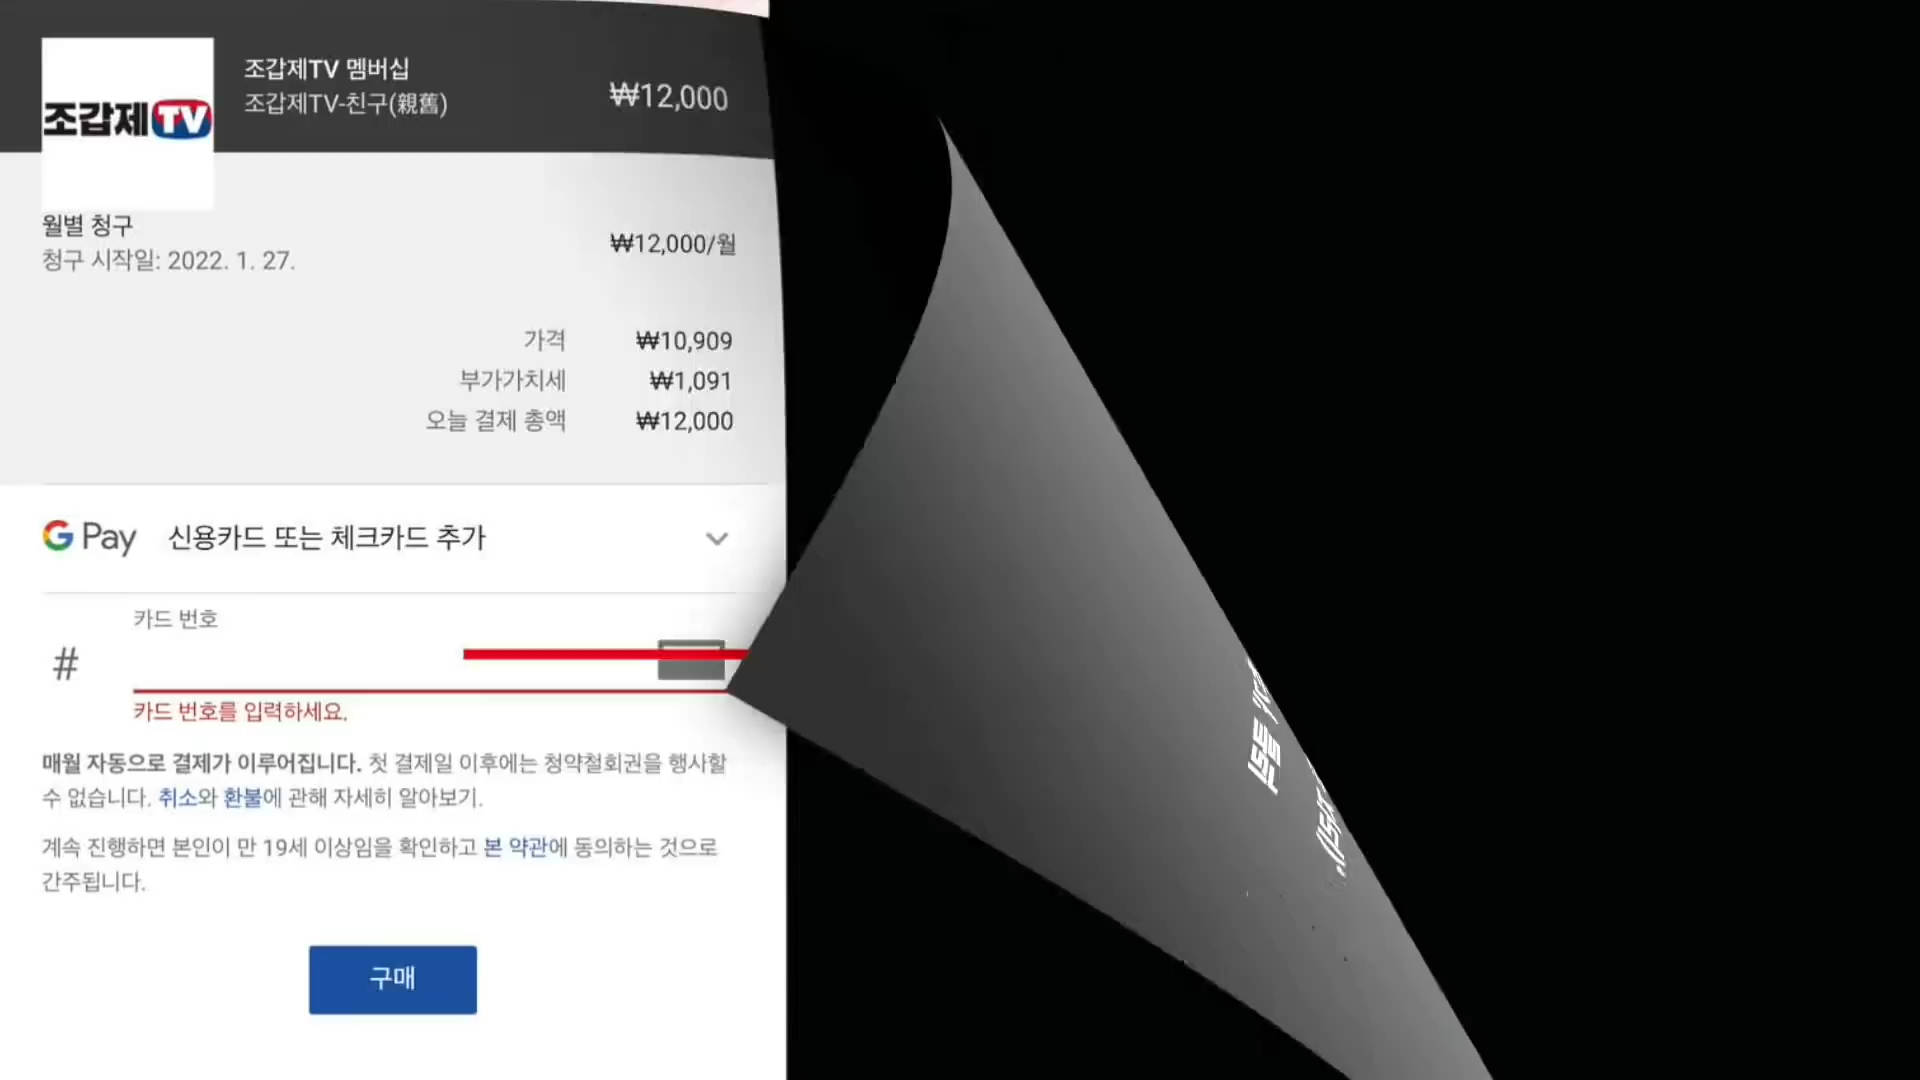 조갑제TV
조갑제TV 멤버십
조갑제TV-친구(親舊)
₩12,000
월별 청구
₩12,000/월
청구 시작일: 2022. 1. 27.
가격 ₩10,909
부가가치세 ₩1,091
오늘 결제 총액 ₩12,000
G Pay 신용카드 또는 체크카드 추가
카드 번호
#
카드 번호를 입력하세요.
매월 자동으로 결제가 이루어집니다. 첫 결제일 이후에는 청약철회권을 행사할
수 없습니다. 취소와 환불에 관해 자세히 알아보기.
계속 진행하면 본인이 만 19세 이상임을 확인하고 본 약관에 동의하는 것으로
간주됩니다.
구매